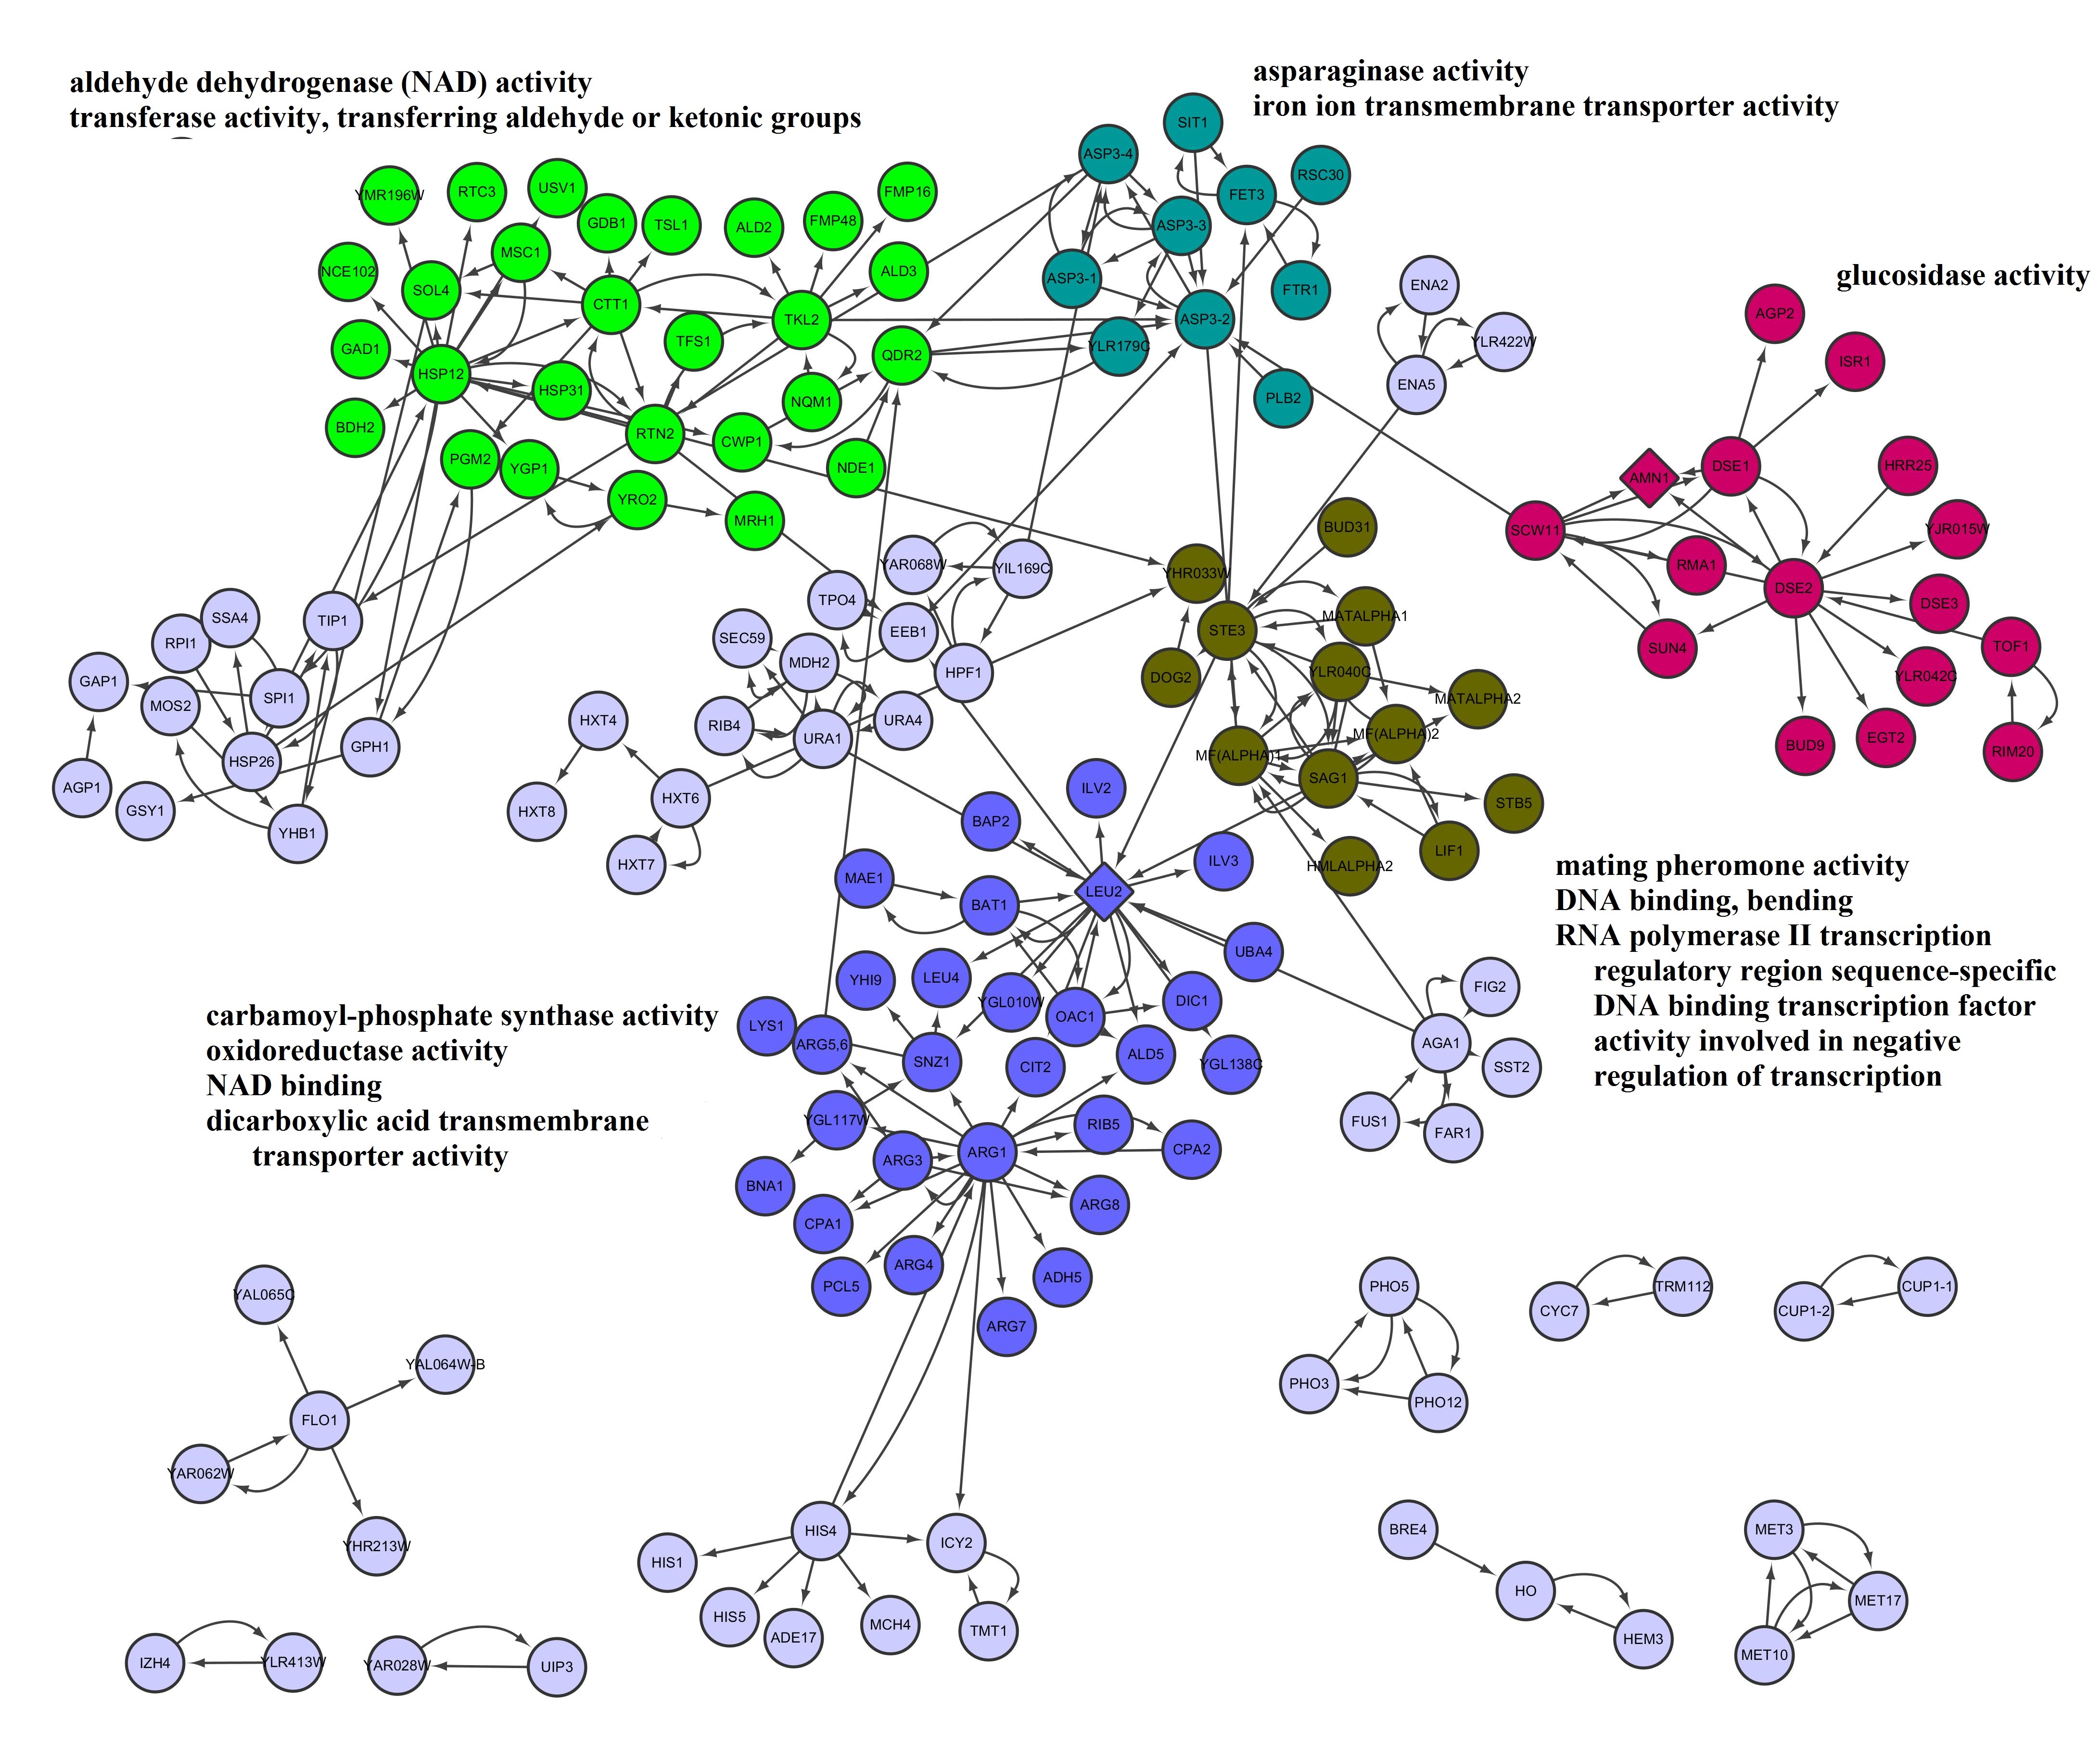 aldehyde dehydrogenase (NAD) activity
transferase activity, transferring aldehyde or ketonic groups
asparaginase activity
iron ion transmembrane transporter activity
glucosidase activity
SIT1
ASP3-4
RSC30
FET3
ASP3-3
ASP3-1
FTR1
ASP3-2
YLR179C
PLB2
YMR196W
RTC3
USV1
GDB1
TSL1
ALD2
FMP48
FMP16
NCE102
SOL4
MSC1
CTT1
TKL2
ALD3
GAD1
HSP12
HSP31
TFS1
QDR2
NQM1
BDH2
RTN2
CWP1
NDE1
PGM2
YGP1
YRO2
MRH1
ENA2
YLR422W
ENA5
AGP2
ISR1
AMN1
DSE1
HRR25
SCW11
RMA1
YJR015W
DSE2
DSE3
SUN4
TOF1
YLR042C
BUD9
EGT2
RIM20
YAR068W
YIL169C
TPO4
EEB1
HPF1
SEC59
MDH2
RIB4
URA1
URA4
SSA4
RPI1
TIP1
GAP1
MOS2
SPI1
HSP26
GPH1
AGP1
GSY1
YHB1
HXT4
HXT8
HXT6
HXT7
BUD31
YHR033W
STE3
MATALPHA1
DOG2
YLR040C
MATALPHA2
MF(ALPHA)1
MF(ALPHA)2
SAG1
STB5
LIF1
HMLALPHA2
mating pheromone activity
DNA binding, bending
RNA polymerase II transcription
regulatory region sequence-specific
DNA binding transcription factor
activity involved in negative
regulation of transcription
ILV2
BAP2
ILV3
MAE1
BAT1
LEU2
UBA4
YHI9
LEU4
YGL010W
OAC1
DIC1
LYS1
ARG5,6
SNZ1
CIT2
ALD5
YGL138C
YGL117W
ARG3
ARG1
RIB5
CPA2
BNA1
CPA1
ARG8
PCL5
ARG4
ADH5
ARG7
carbamoyl-phosphate synthase activity
oxidoreductase activity
NAD binding
dicarboxylic acid transmembrane
transporter activity
FIG2
AGA1
SST2
FUS1
FAR1
YAL065C
YAL064W-B
FLO1
YAR062W
YHR213W
IZH4
YLR413W
YAR028W
UIP3
HIS4
HIS1
ICY2
HIS5
ADE17
MCH4
TMT1
PHO5
PHO3
PHO12
CYC7
TRM112
CUP1-2
CUP1-1
BRE4
HO
HEM3
MET3
MET17
MET10